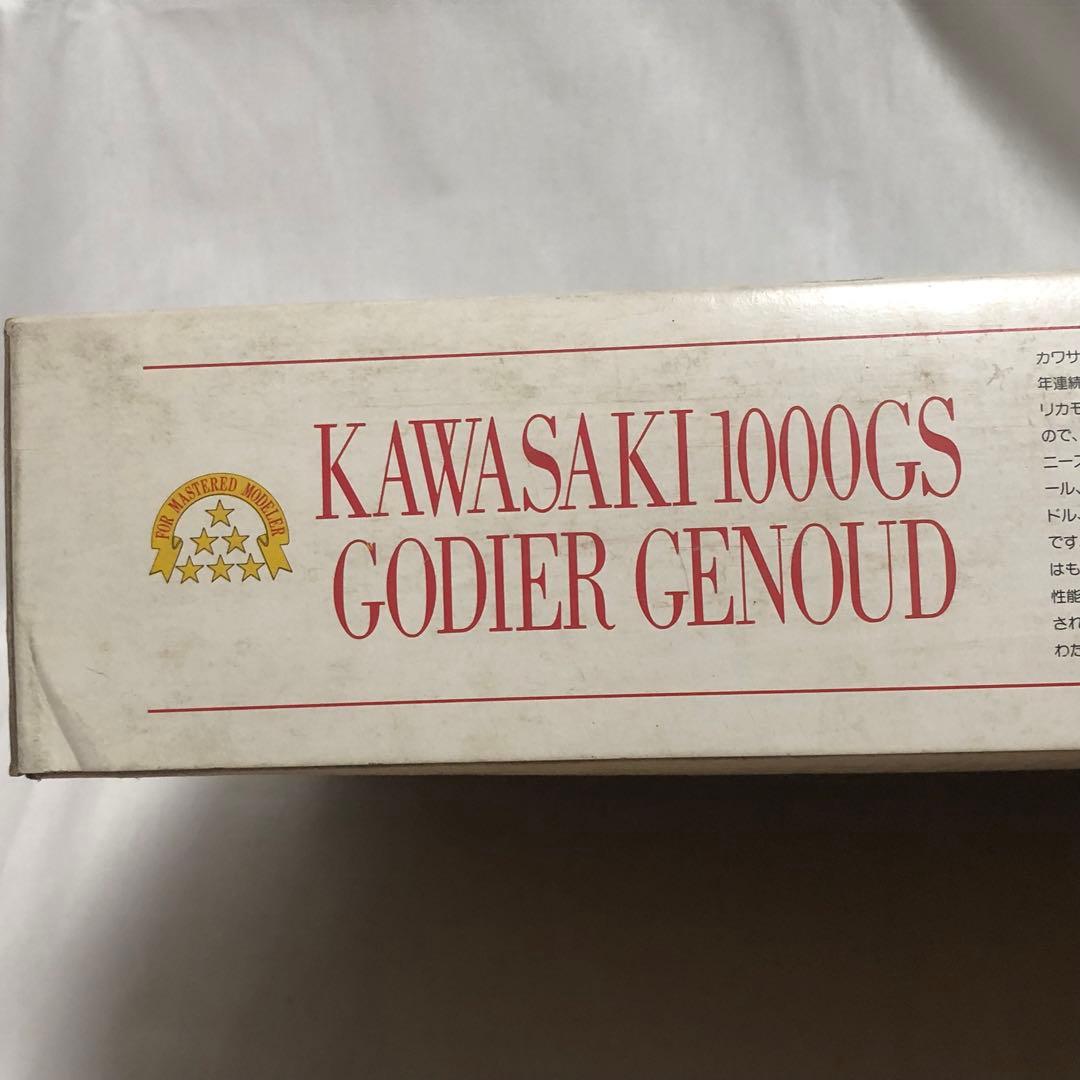 FOR MASTERED MODELER
KAWASAKI 1000GS
GODIER GENOUD
カワサ
年連続
リカモ
ので、
ニース
ール、
ドル、
です
はも
性能
され
わた